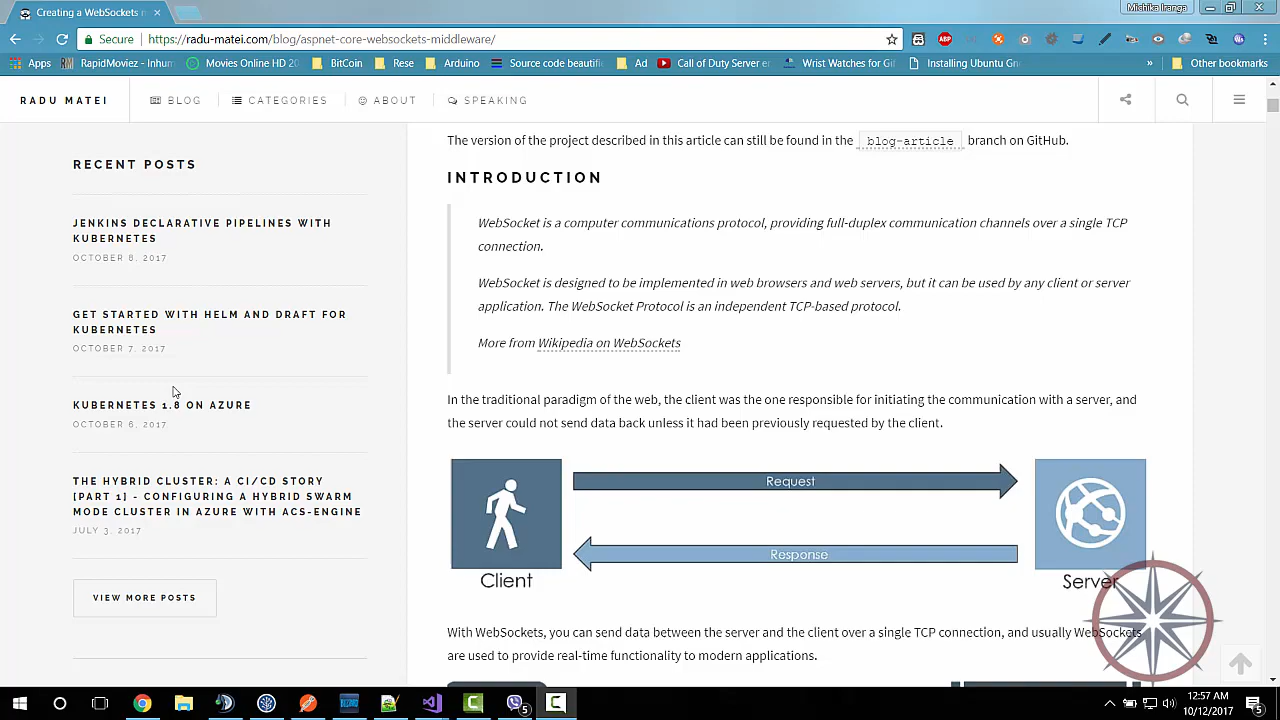 Creating a WebSockets m
Mishika Iranga
Secure
https://radu-matei.com/blog/aspnet-core-websockets-middleware/
Apps
RapidMoviez - Inhum
Movies Online HD 20
BitCoin
Rese
Arduino
Source code beautifi
Ad
Call of Duty Server er
Wrist Watches for Gi
Installing Ubuntu Gn
»
Other bookmarks
RADU MATEI
BLOG
CATEGORIES
ABOUT
SPEAKING
RECENT POSTS
JENKINS DECLARATIVE PIPELINES WITH
KUBERNETES
OCTOBER 8, 2017
GET STARTED WITH HELM AND DRAFT FOR
KUBERNETES
OCTOBER 7, 2017
KUBERNETES 1.8 ON AZURE
OCTOBER 6, 2017
THE HYBRID CLUSTER: A CI/CD STORY
[PART 1] - CONFIGURING A HYBRID SWARM
MODE CLUSTER IN AZURE WITH ACS-ENGINE
JULY 3, 2017
VIEW MORE POSTS
The version of the project described in this article can still be found in the blog-article branch on GitHub.
INTRODUCTION
WebSocket is a computer communications protocol, providing full-duplex communication channels over a single TCP
connection.
WebSocket is designed to be implemented in web browsers and web servers, but it can be used by any client or server
application. The WebSocket Protocol is an independent TCP-based protocol.
More from Wikipedia on WebSockets
In the traditional paradigm of the web, the client was the one responsible for initiating the communication with a server, and
the server could not send data back unless it had been previously requested by the client.
Request
Response
Client
Server
With WebSockets, you can send data between the server and the client over a single TCP connection, and usually WebSockets
are used to provide real-time functionality to modern applications.
5
12:57 AM
10/12/2017
5